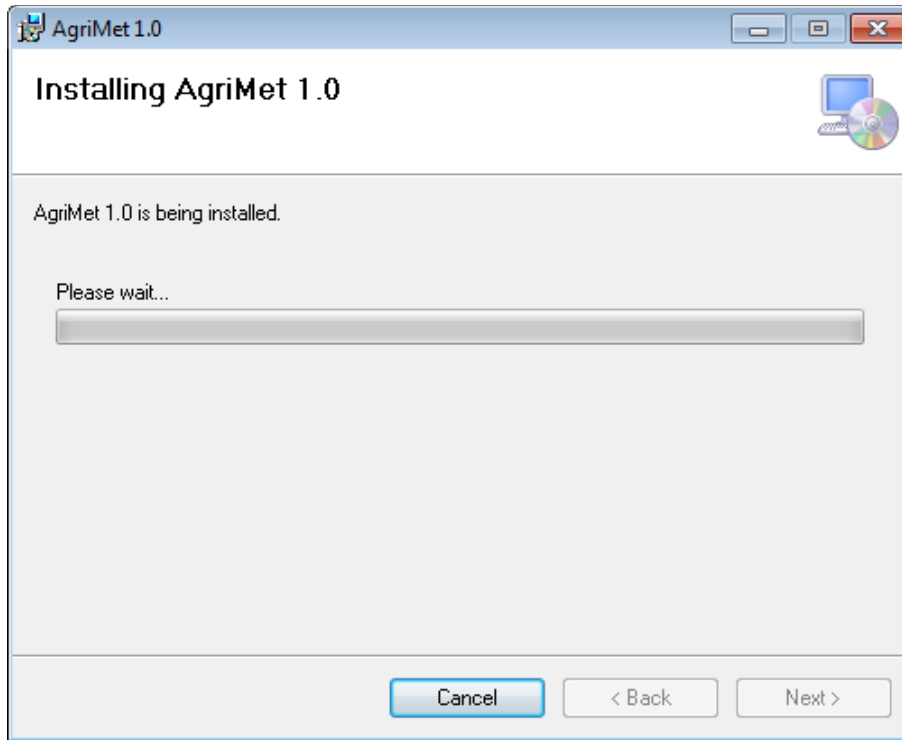 AgriMet 1.0
Installing AgriMet 1.0
AgriMet 1.0 is being installed.
Please wait...
Cancel
< Back
Next >